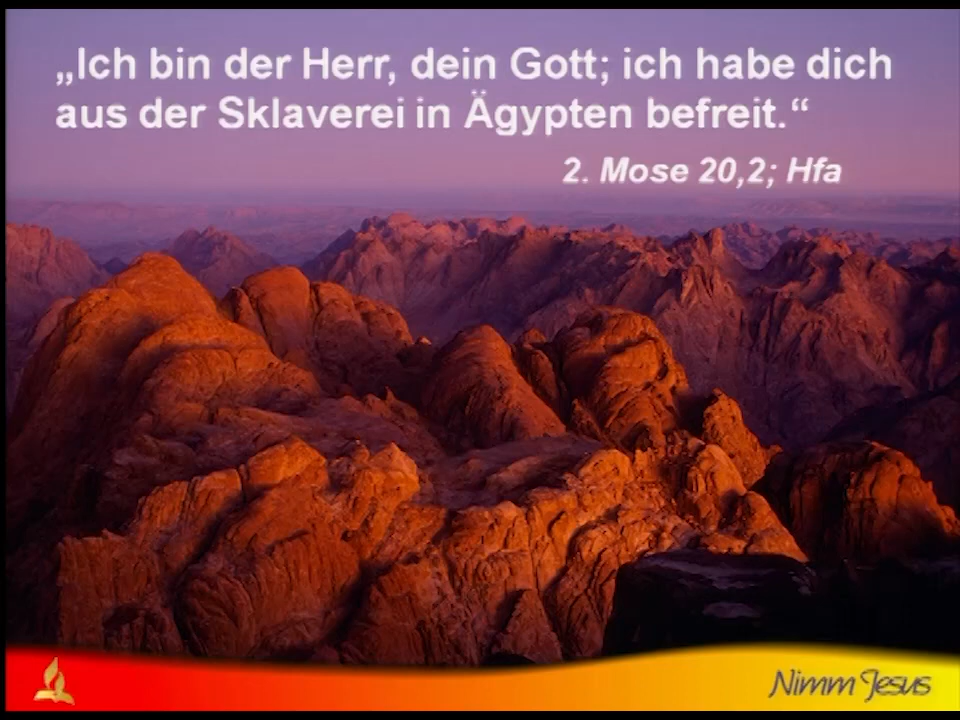 „Ich bin der Herr, dein Gott; ich habe dich
aus der Sklaverei in Ägypten befreit.“
2. Mose 20,2; Hfa
Nimm Jesus